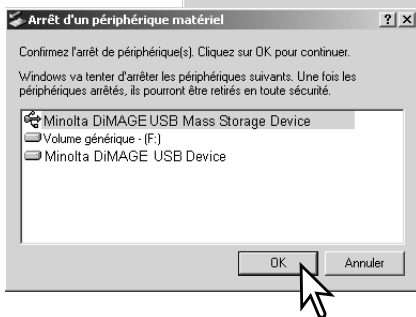 Arrêt d'un périphérique matériel
Confirmez l'arrêt de périphérique(s). Cliquez sur OK pour continuer.
Windows va tenter d'arrêter les périphériques suivants. Une fois les
périphériques arrêtés, ils pourront être retirés en toute sécurité.
Minolta DiMAGE USB Mass Storage Device
Volume générique - (F:)
Minolta DiMAGE USB Device
OK
Annuler